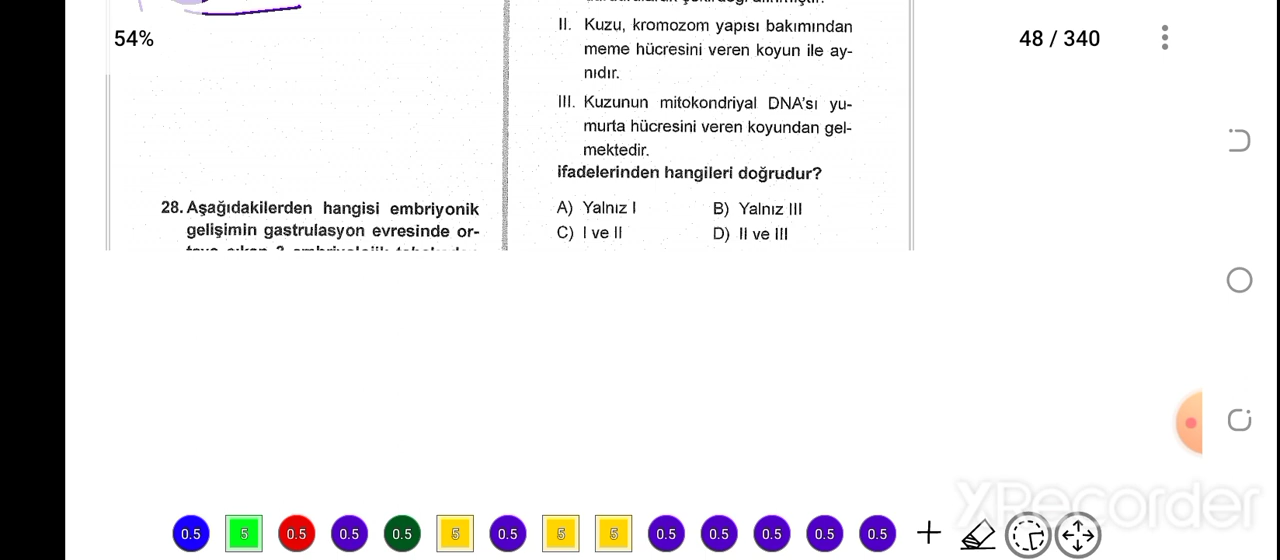 54%
48 / 340
28. Aşağıdakilerden hangisi embriyonik
gelişimin gastrulasyon evresinde or-
II. Kuzu, kromozom yapısı bakımından
meme hücresini veren koyun ile ay-
nıdır.
III. Kuzunun mitokondriyal DNA'sı yu-
murta hücresini veren koyundan gel-
mektedir.
ifadelerinden hangileri doğrudur?
A) Yalnız I B) Yalnız III
C) I ve II D) II ve III
XRecorder
0.5 5 0.5 0.5 0.5 5 0.5 5 5 0.5 0.5 0.5 0.5 0.5